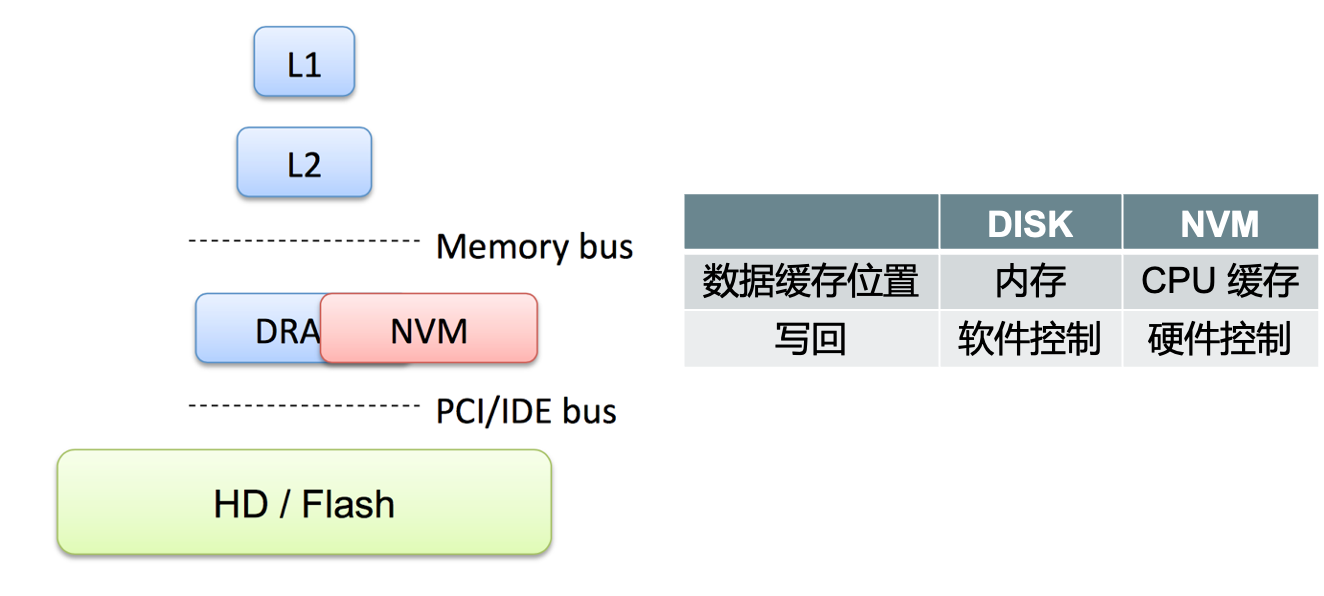 L1
L2
Memory bus
DRA
NVM
PCI/IDE bus
HD / Flash
DISK NVM
数据缓存位置 内存 CPU 缓存
写回 软件控制 硬件控制